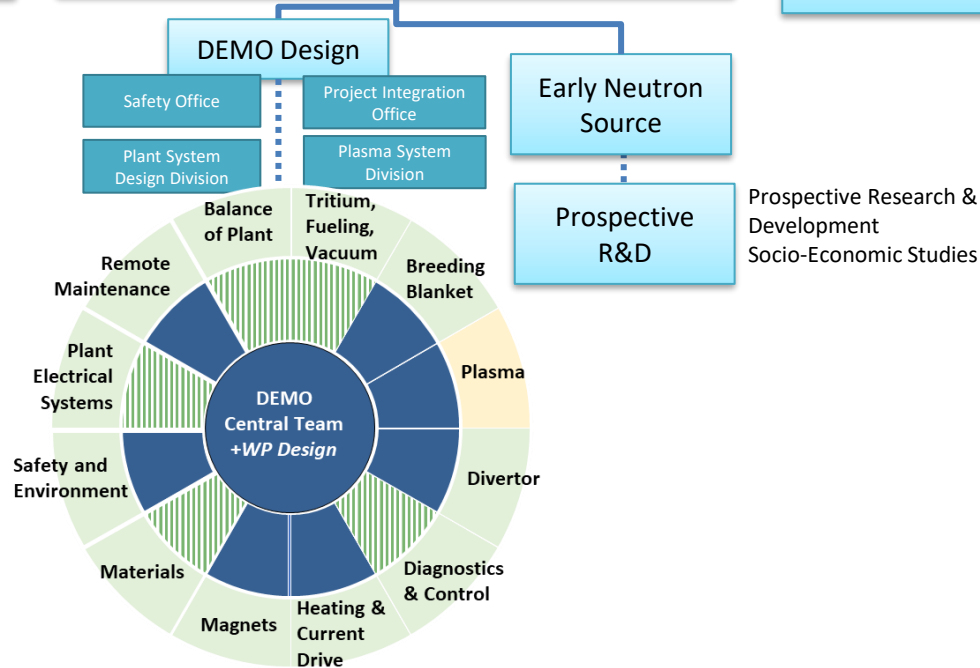 DEMO Design
Safety Office
Project Integration
Office
Plant System
Design Division
Plasma System
Division
Early Neutron
Source
Prospective
R&D
Prospective Research &
Development
Socio-Economic Studies
Balance
of Plant
Tritium,
Fueling,
Vacuum
Breeding
Blanket
Plasma
Divertor
Diagnostics
& Control
Heating &
Current
Drive
Magnets
Materials
Safety and
Environment
Plant
Electrical
Systems
Remote
Maintenance
DEMO
Central Team
+WP Design